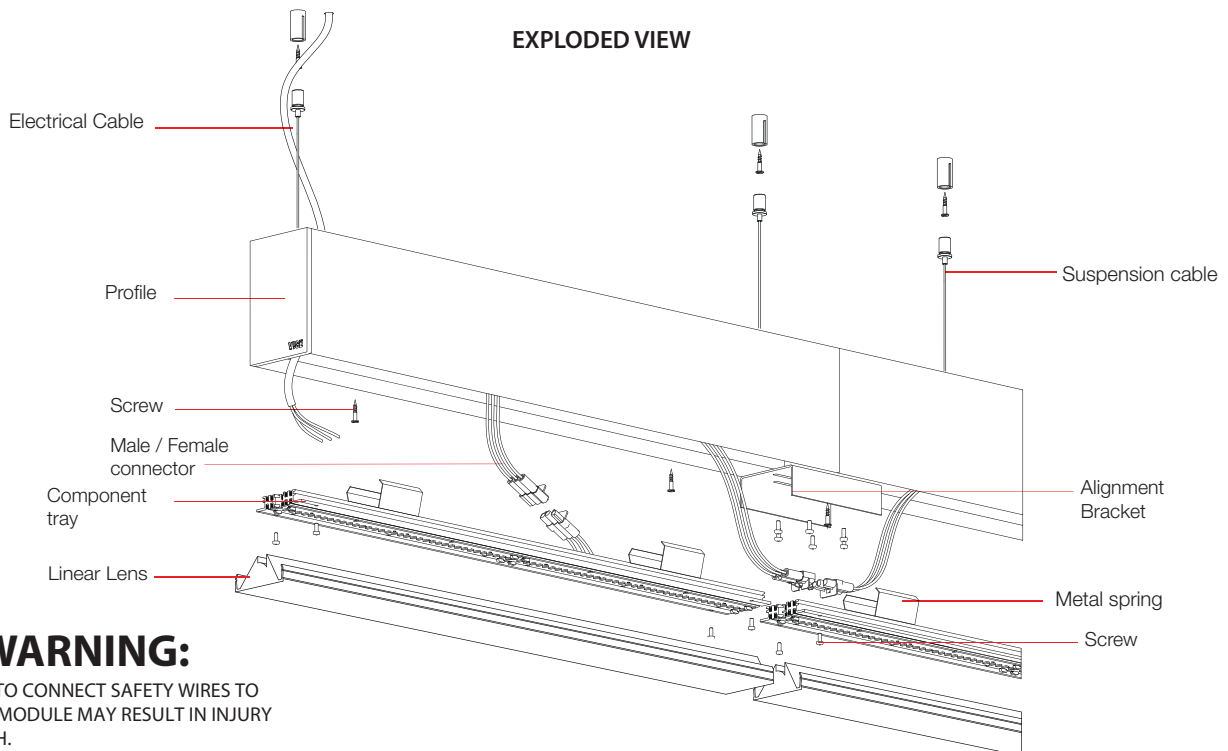 EXPLODED VIEW
Electrical Cable
Suspension cable
Profile
Screw
Male / Female
connector
Component
tray
Alignment
Bracket
Linear Lens
Metal spring
Screw
WARNING:
TO CONNECT SAFETY WIRES TO
MODULE MAY RESULT IN INJURY
H.